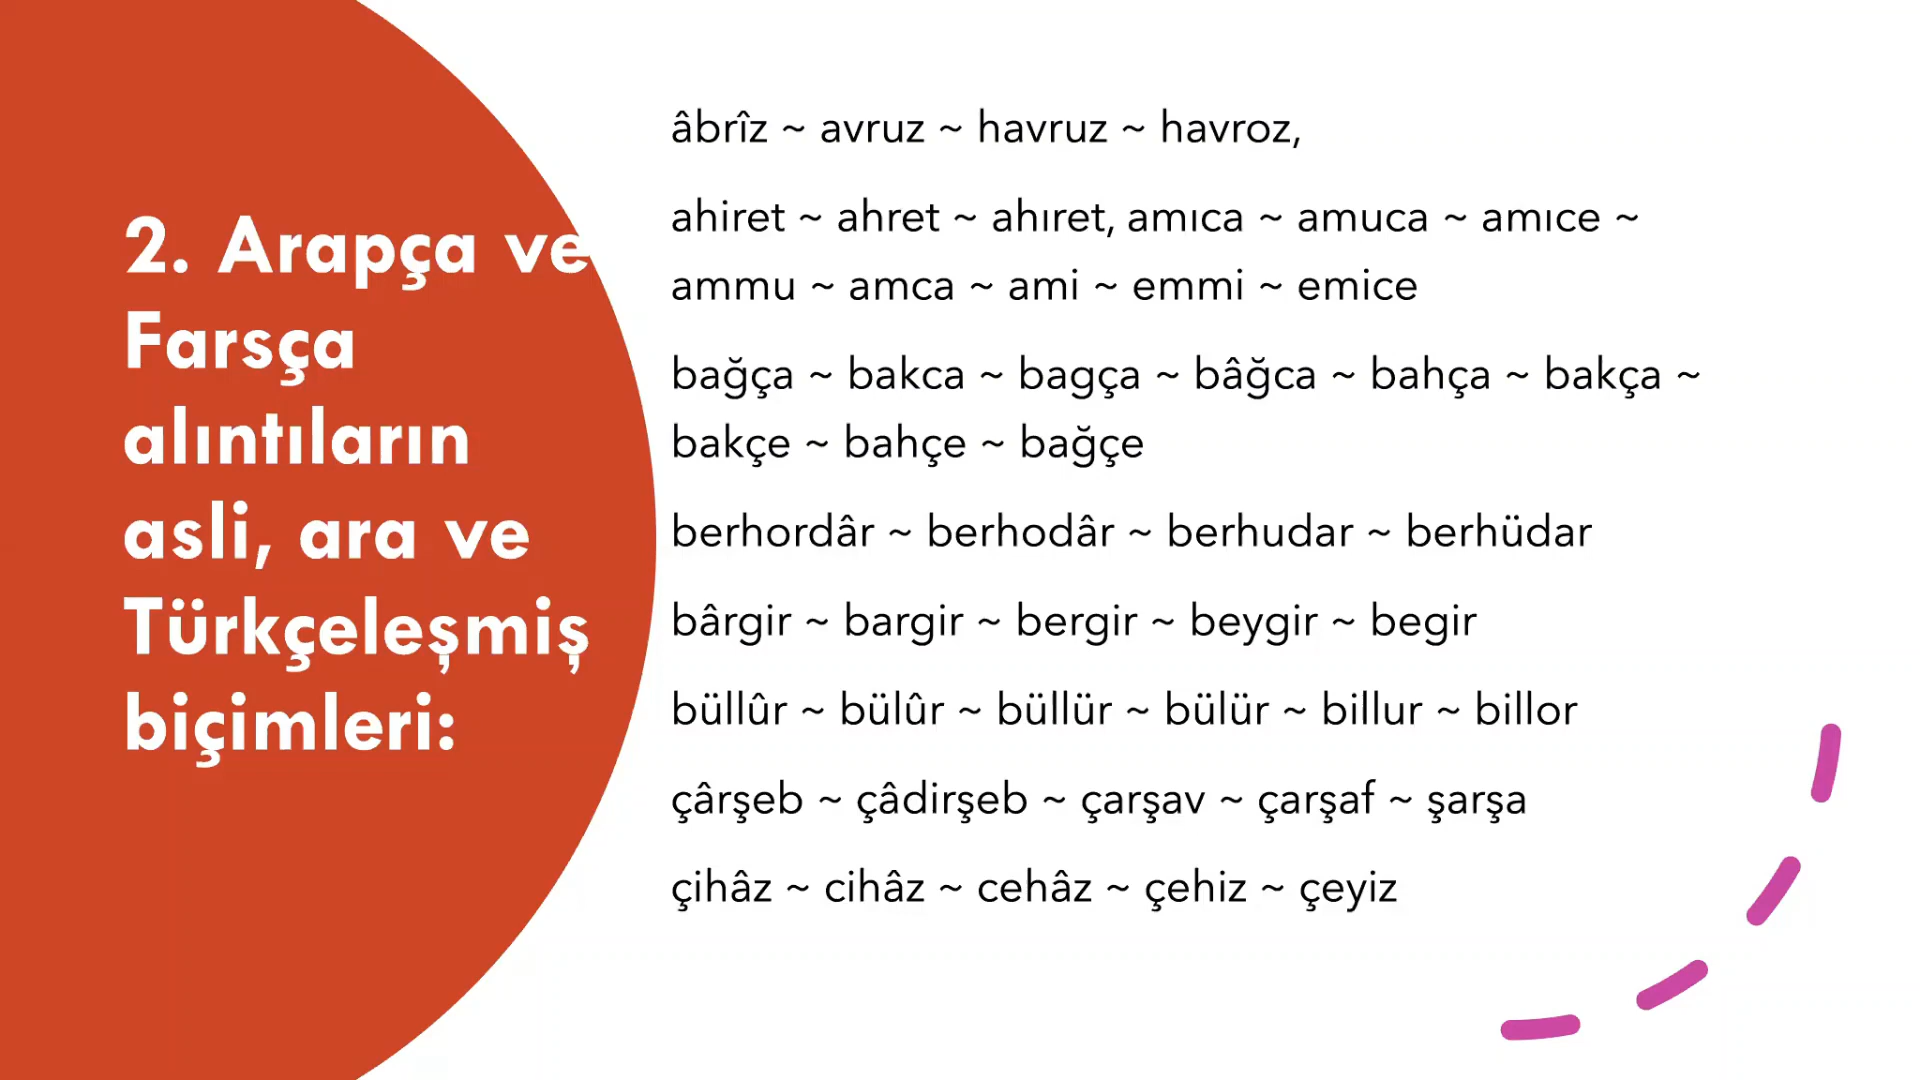 2. Arapça ve
Farsça
alıntıların
asli, ara ve
Türkçeleşmiş
biçimleri:
âbrîz ~ avruz ~ havruz ~ havroz,
ahiret ~ ahret ~ ahıret, amıca ~ amuca ~ amıce ~
ammu ~ amca ~ ami ~ emmi ~ emice
bağça ~ bakca ~ bagça ~ bâğca ~ bahça ~ bakça ~
bakçe ~ bahçe ~ bağçe
berhordâr ~ berhodâr ~ berhudar ~ berhüdar
bârgir ~ bargir ~ bergir ~ beygir ~ begir
büllûr ~ bülûr ~ büllür ~ bülür ~ billur ~ billor
çârşeb ~ çâdirşeb ~ çarşav ~ çarşaf ~ şarşa
çihâz ~ cihâz ~ cehâz ~ çehiz ~ çeyiz